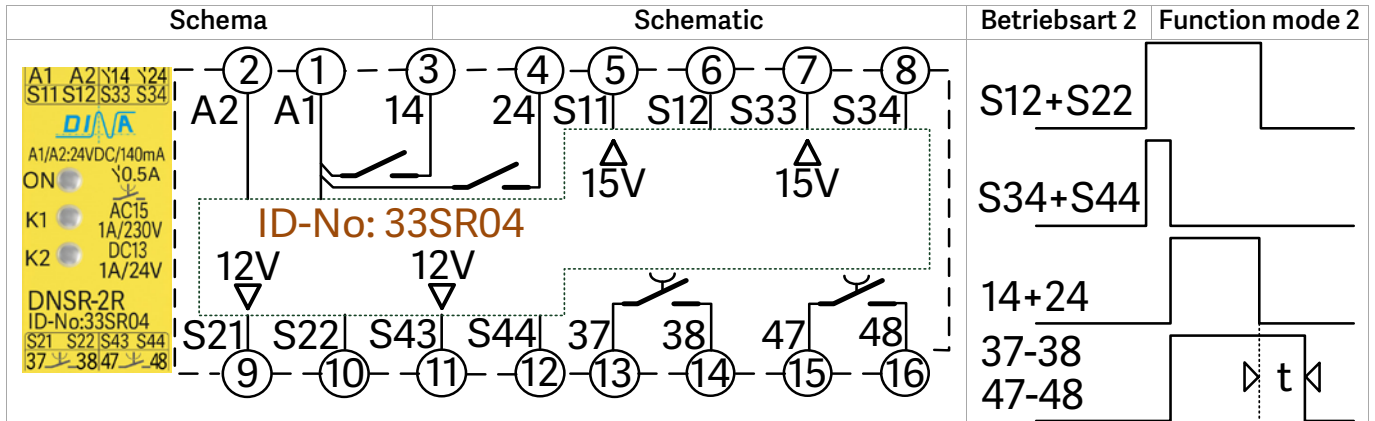 Schema Schematic Betriebsart 2 Function mode 2
A1 A2 14 24
S11 S12 S33 S34
DINA
A1/A2:24VDC/140mA
ON 0.5A
K1 AC15
1A/230V
K2 DC13
1A/24V
DNSR-2R
ID-No:33SR04
S21 S22 S43 S44
37 38 47 48
2 1 3 4 5 6 7 8
A2 A1 14 24 S11 S12 S33 S34
15V 15V
ID-No: 33SR04
12V 12V
S21 S22 S43 S44 37 38 47 48
9 10 11 12 13 14 15 16
S12+S22
S34+S44
14+24
37-38
47-48
t